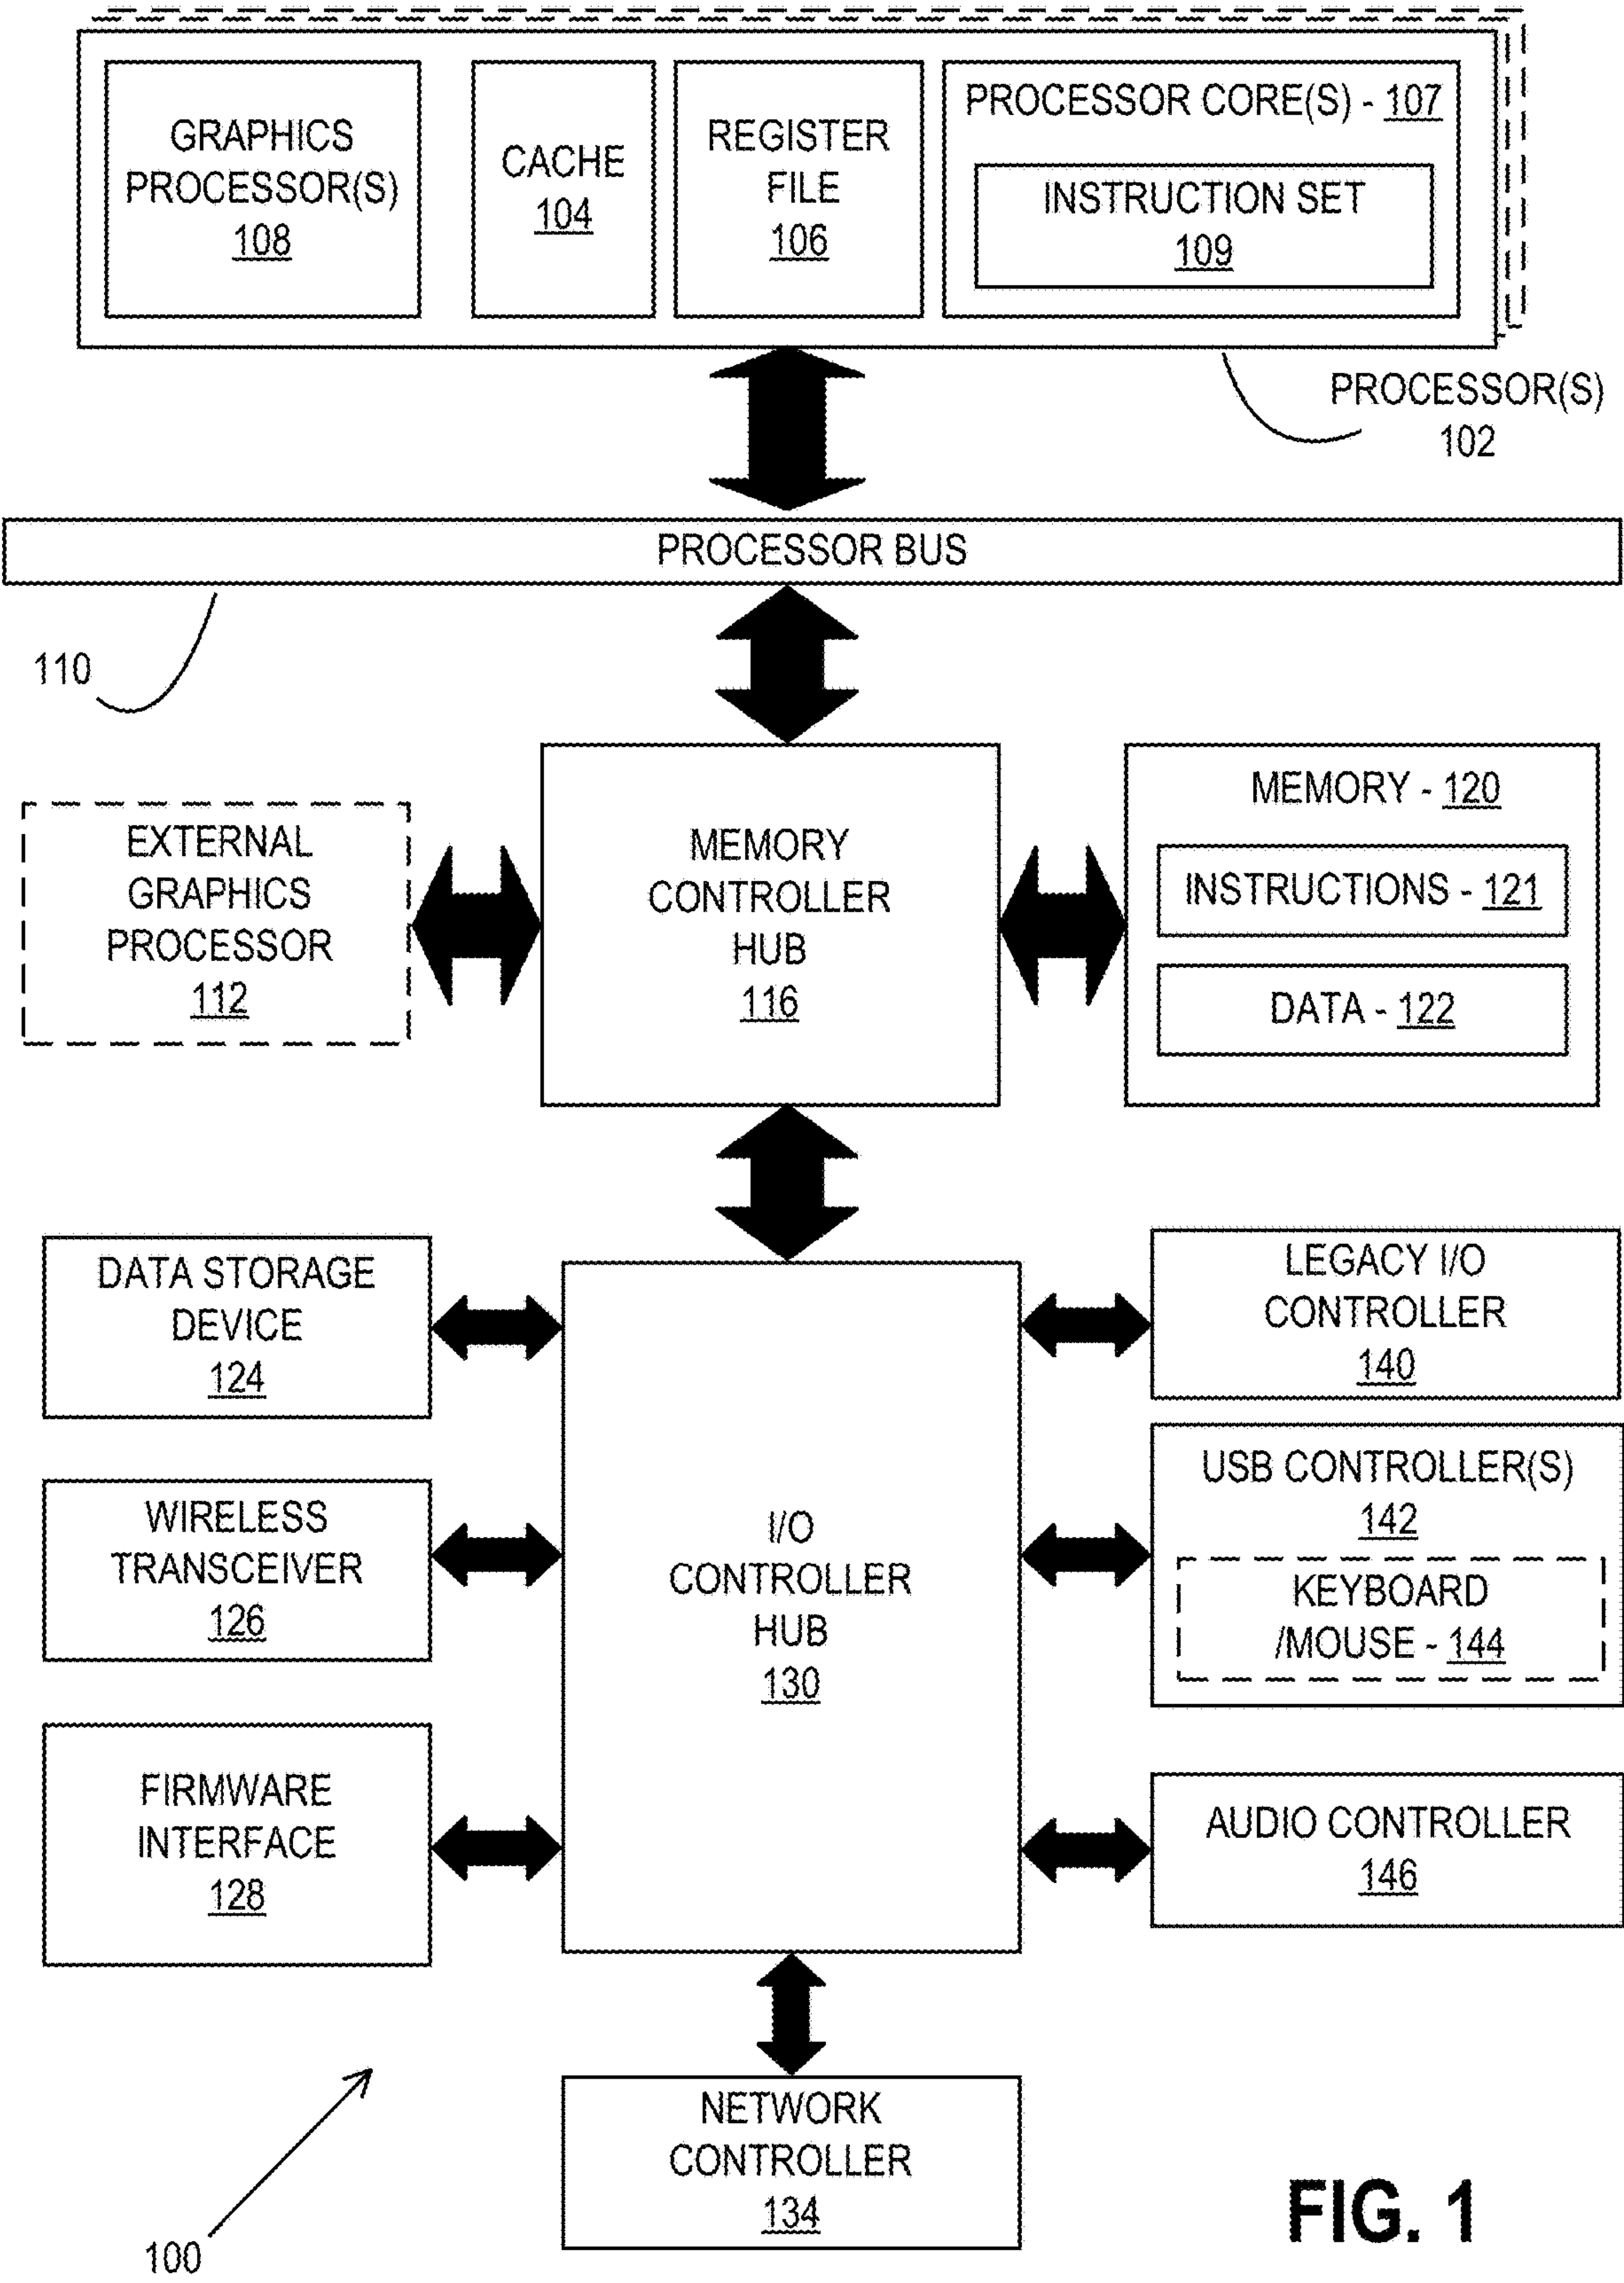 GRAPHICS
PROCESSOR(S)
108
CACHE
104
REGISTER
FILE
106
PROCESSOR CORE(S) - 107
INSTRUCTION SET
109
PROCESSOR(S)
102
PROCESSOR BUS
110
EXTERNAL
GRAPHICS
PROCESSOR
112
MEMORY
CONTROLLER
HUB
116
MEMORY - 120
INSTRUCTIONS - 121
DATA - 122
DATA STORAGE
DEVICE
124
WIRELESS
TRANSCEIVER
126
FIRMWARE
INTERFACE
128
I/O
CONTROLLER
HUB
130
LEGACY I/O
CONTROLLER
140
USB CONTROLLER(S)
142
KEYBOARD
/MOUSE - 144
AUDIO CONTROLLER
146
NETWORK
CONTROLLER
134
100
FIG. 1